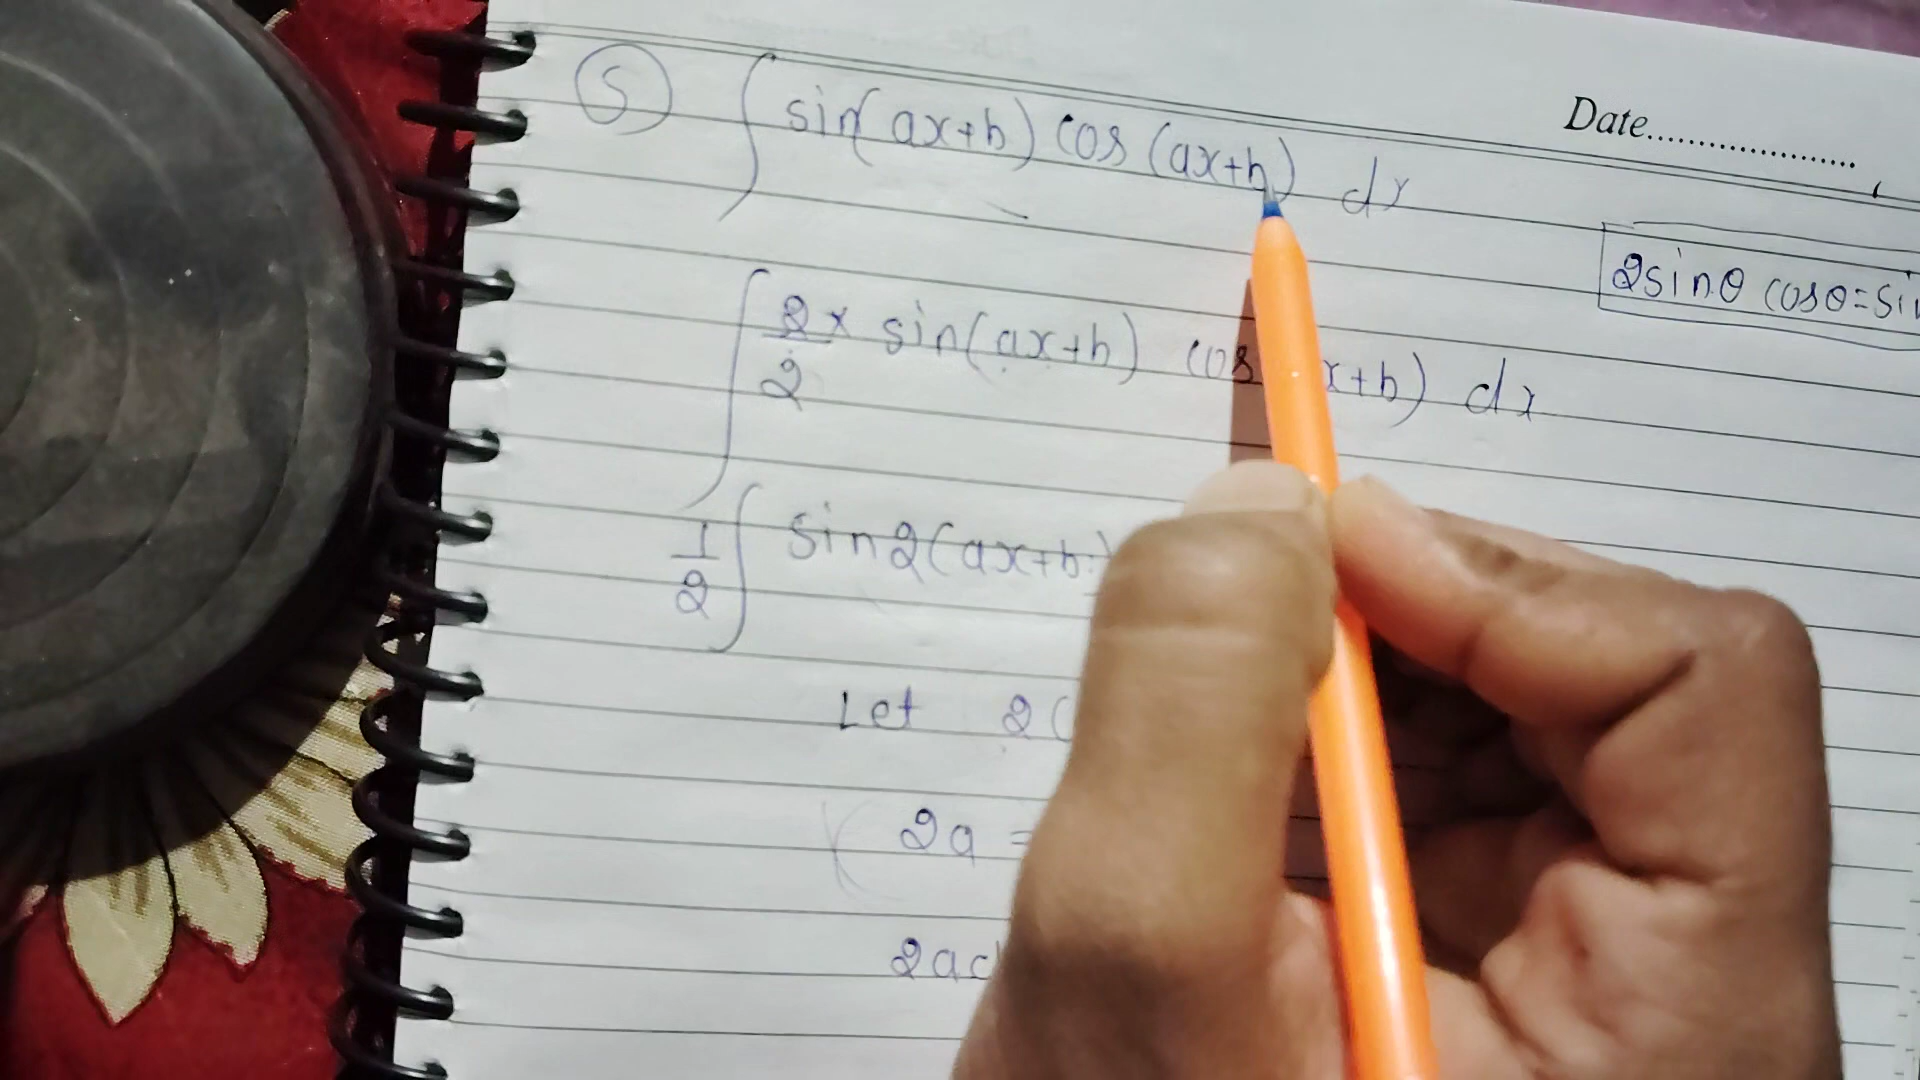 Date....................
(5) ∫ sin(ax+b) cos (ax+b) dx
2sinθ cosθ = si
∫ 2/2 × sin(ax+b) cos x+b) dx
1/2 ∫ sin2(ax+b)
Let 2(
2a =
2ad